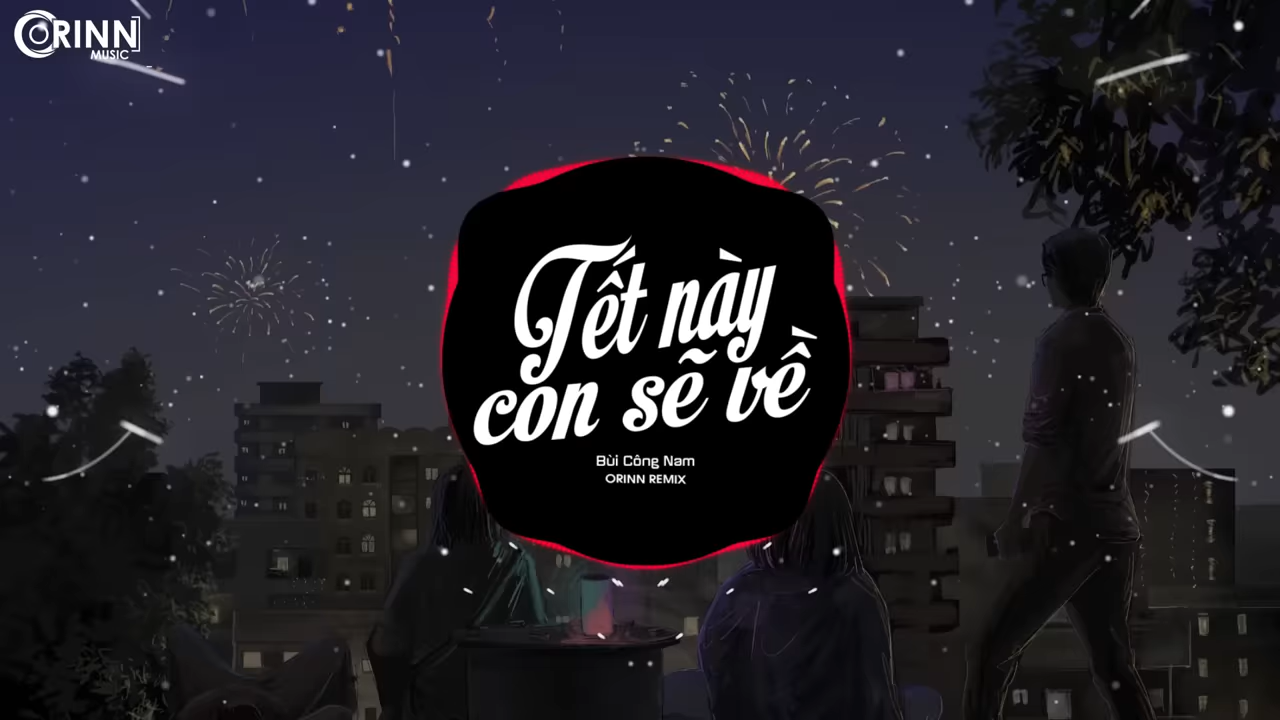 ORINN
MUSIC
Tết này
con sẽ về
Bùi Công Nam
ORINN REMIX